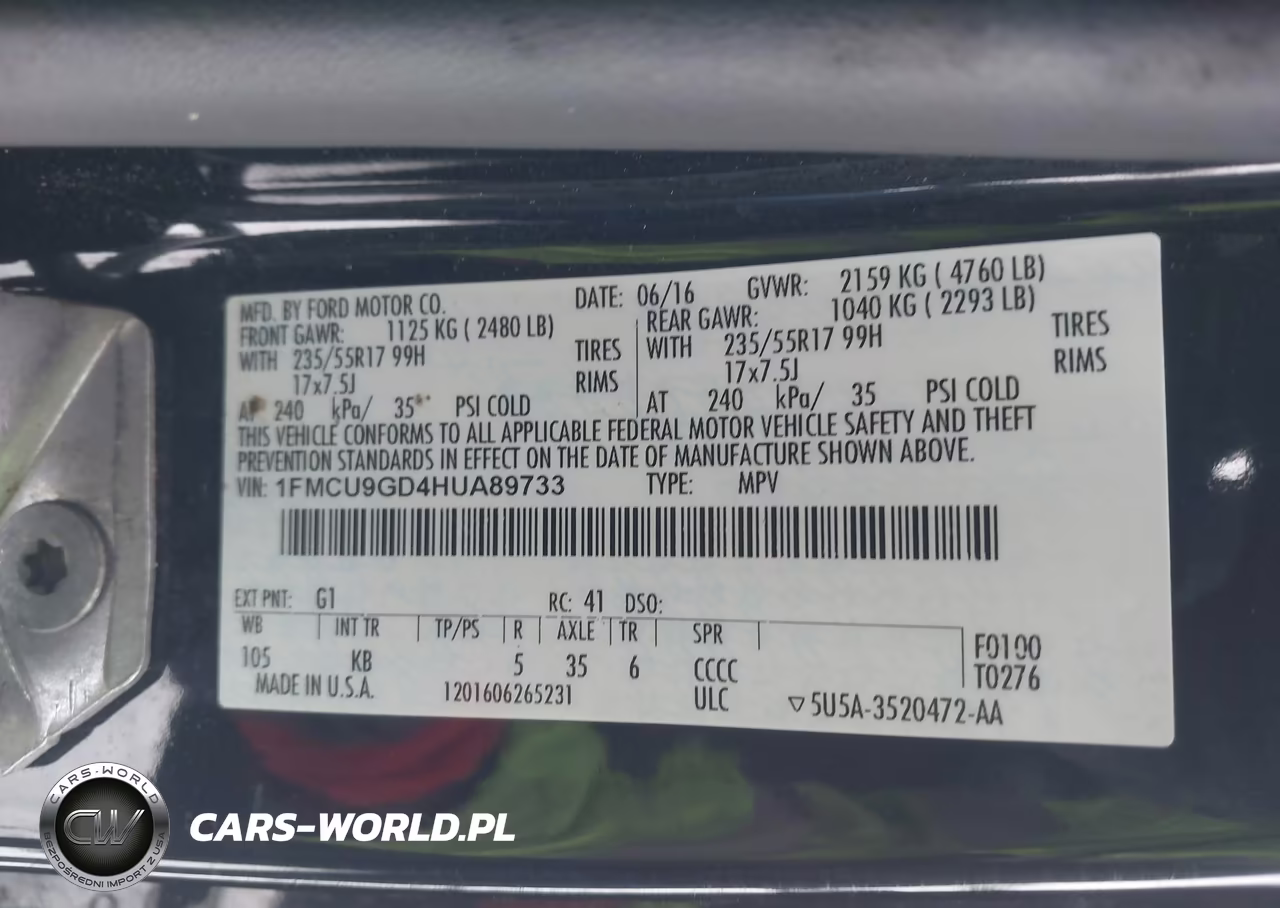 MFD. BY FORD MOTOR CO. DATE: 06/16 GVWR: 2159 KG ( 4760 LB)
FRONT GAWR: 1125 KG ( 2480 LB) REAR GAWR: 1040 KG ( 2293 LB)
WITH 235/55R17 99H TIRES WITH 235/55R17 99H TIRES
17x7.5J RIMS 17x7.5J RIMS
AT 240 kPa/ 35 PSI COLD AT 240 kPa/ 35 PSI COLD
THIS VEHICLE CONFORMS TO ALL APPLICABLE FEDERAL MOTOR VEHICLE SAFETY AND THEFT
PREVENTION STANDARDS IN EFFECT ON THE DATE OF MANUFACTURE SHOWN ABOVE.
VIN: 1FMCU9GD4HUA89733 TYPE: MPV
EXT PNT: G1 RC: 41 DSO:
WB INT TR TP/PS R AXLE TR SPR
F0100
105 KB 5 35 6 CCCC T0276
MADE IN U.S.A. 1201606265231 ULC ▽5U5A-3520472-AA
CARS-WORLD
CW
BEZPOŚREDNI IMPORT Z USA
CARS-WORLD.PL